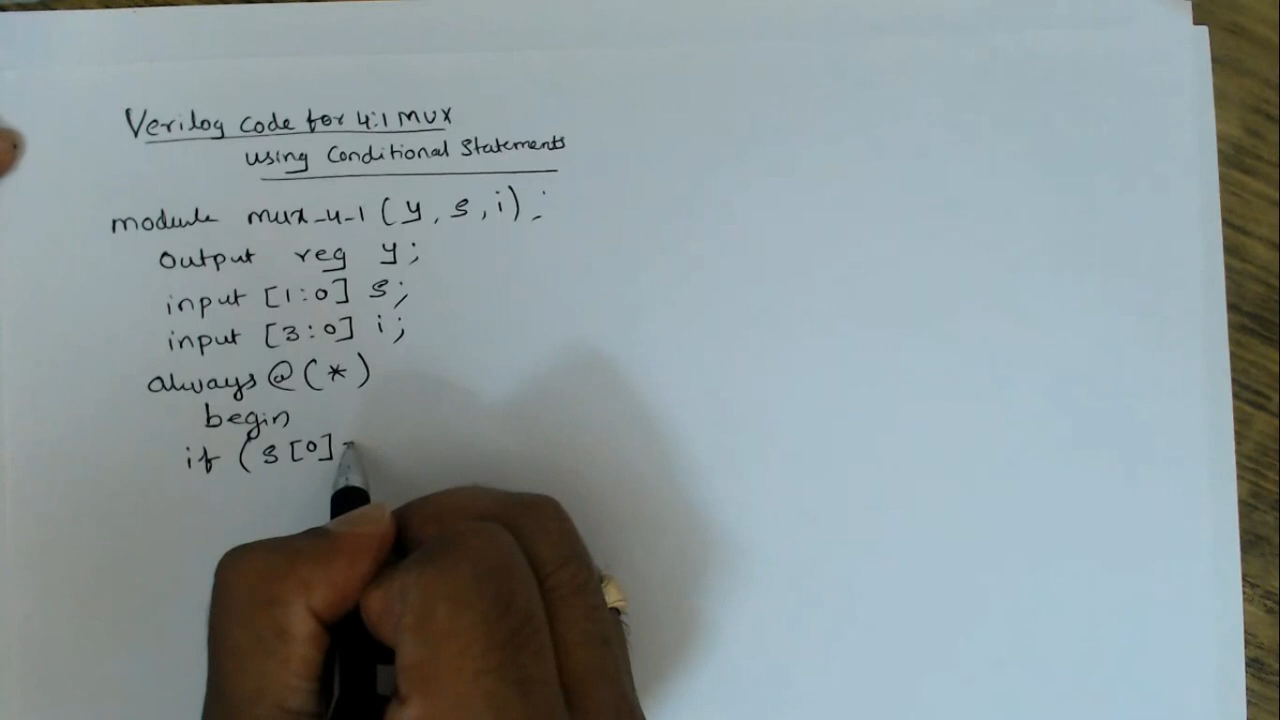 Verilog code for 4:1 MUX
using Conditional Statements
module mux_4_1 (y, s, i);
output reg y;
input [1:0] s;
input [3:0] i;
always @ (*)
begin
if (s[0]